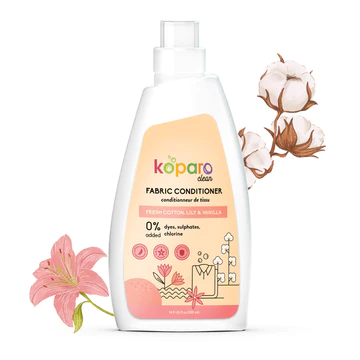 koparo
clean
FABRIC CONDITIONER
conditionneur de tissu
FRESH COTTON, LILY & VANILLA
0%
added
dyes, sulphates,
chlorine